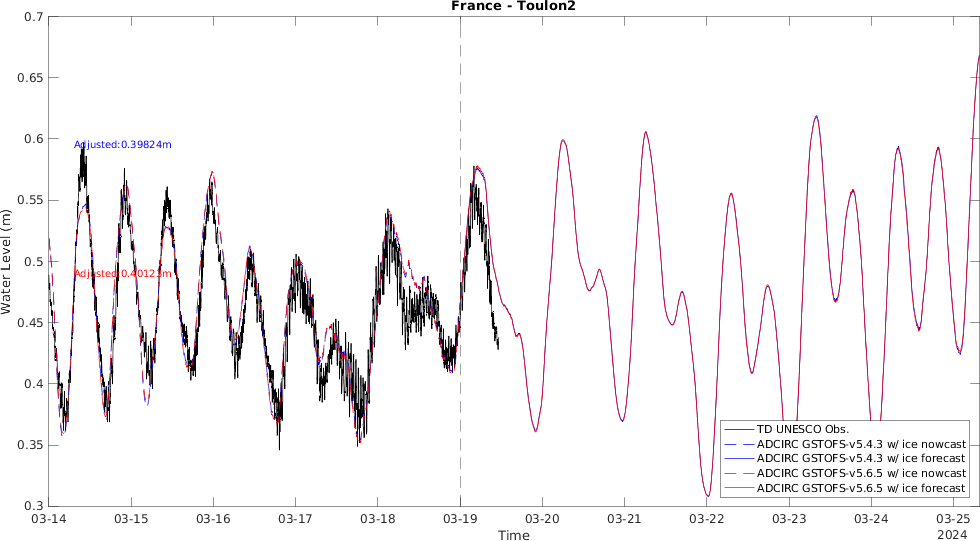 France - Toulon2
0.7
0.65
0.6
0.55
0.5
0.45
0.4
0.35
0.3
Water Level (m)
Adjusted:0.39824m
Adjusted:0.40123m
03-14
03-15
03-16
03-17
03-18
03-19
03-20
03-21
03-22
03-23
03-24
03-25
Time
2024
TD UNESCO Obs.
ADCIRC GSTOFS-v5.4.3 w/ ice nowcast
ADCIRC GSTOFS-v5.4.3 w/ ice forecast
ADCIRC GSTOFS-v5.6.5 w/ ice nowcast
ADCIRC GSTOFS-v5.6.5 w/ ice forecast